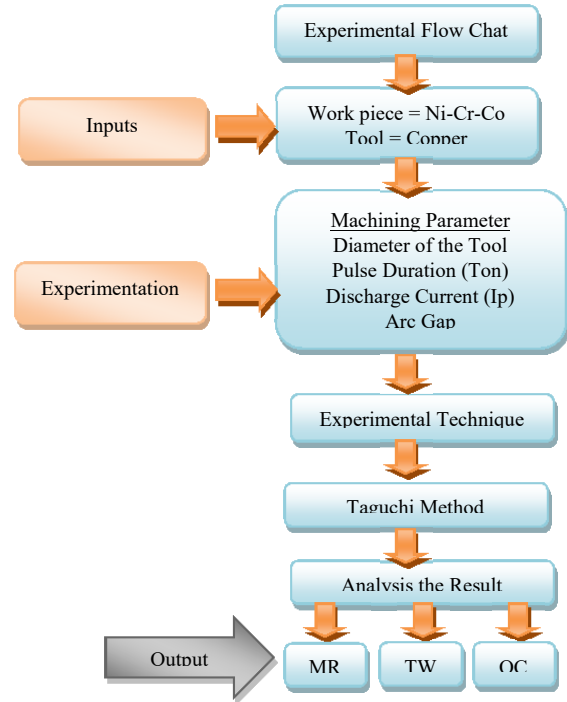 Experimental Flow Chat
Inputs
Work piece = Ni-Cr-Co
Tool = Copper
Machining Parameter
Diameter of the Tool
Pulse Duration (Ton)
Experimentation
Discharge Current (Ip)
Arc Gap
Experimental Technique
Taguchi Method
Analysis the Result
Output
MR
TW
OC